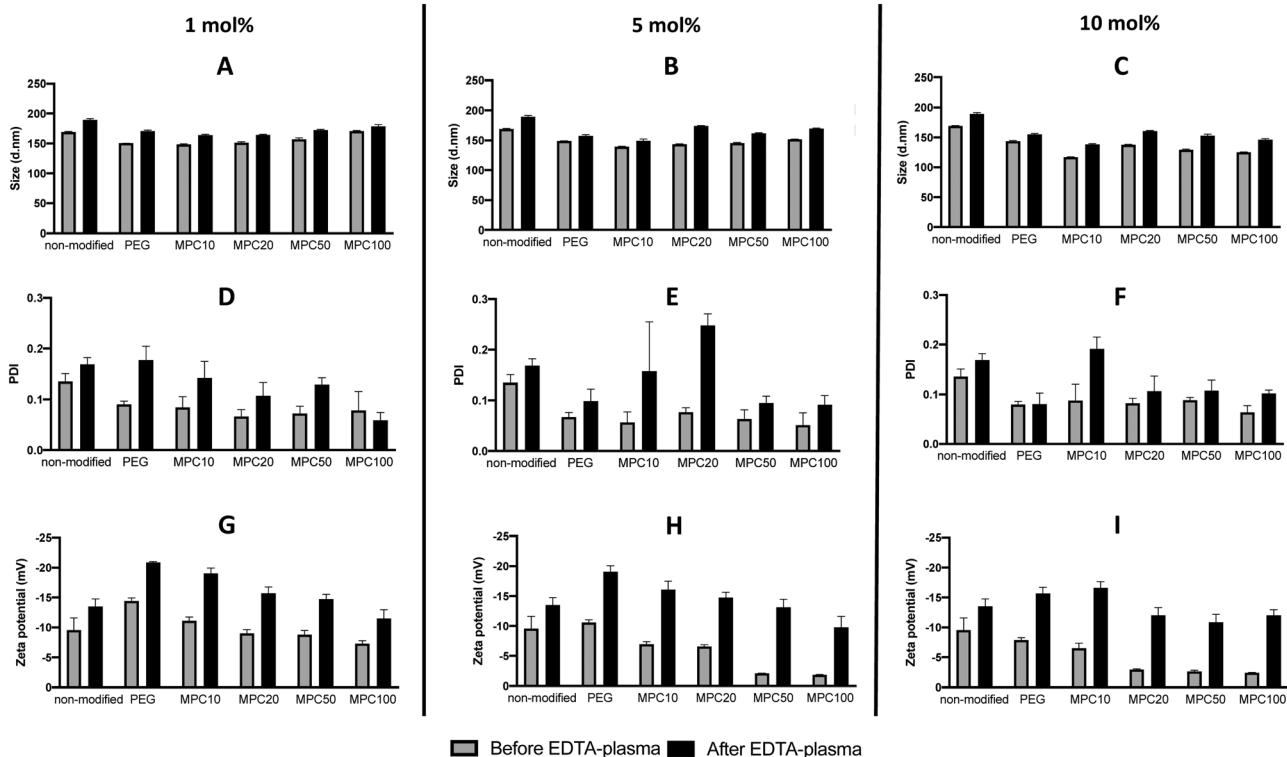 1 mol%
5 mol%
10 mol%
A
250
200
150
100
50
0
Size (d.nm)
non-modified PEG MPC10 MPC20 MPC50 MPC100
B
250
200
150
100
50
0
Size (d.nm)
non-modified PEG MPC10 MPC20 MPC50 MPC100
C
250
200
150
100
50
0
Size (d.nm)
non-modified PEG MPC10 MPC20 MPC50 MPC100
D
0.3
0.2
0.1
0.0
PDI
non-modified PEG MPC10 MPC20 MPC50 MPC100
E
0.3
0.2
0.1
0.0
PDI
non-modified PEG MPC10 MPC20 MPC50 MPC100
F
0.3
0.2
0.1
0.0
PDI
non-modified PEG MPC10 MPC20 MPC50 MPC100
G
-25
-20
-15
-10
-5
0
Zeta potential (mV)
non-modified PEG MPC10 MPC20 MPC50 MPC100
H
-25
-20
-15
-10
-5
0
Zeta potential (mV)
non-modified PEG MPC10 MPC20 MPC50 MPC100
I
-25
-20
-15
-10
-5
0
Zeta potential (mV)
non-modified PEG MPC10 MPC20 MPC50 MPC100
Before EDTA-plasma After EDTA-plasma